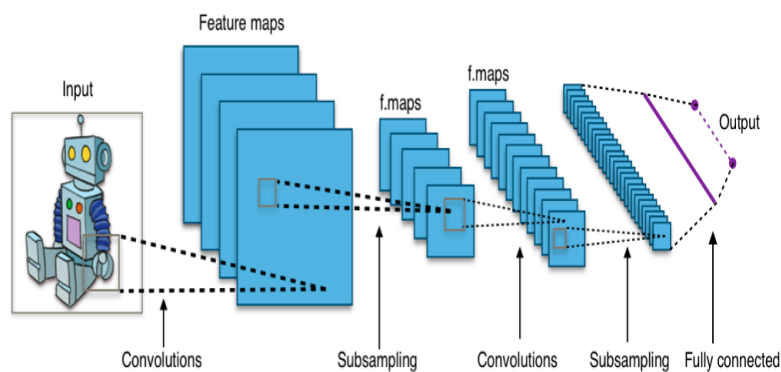 Feature maps
Input
f.maps
f.maps
Output
Convolutions
Subsampling
Convolutions
Subsampling
Fully connected